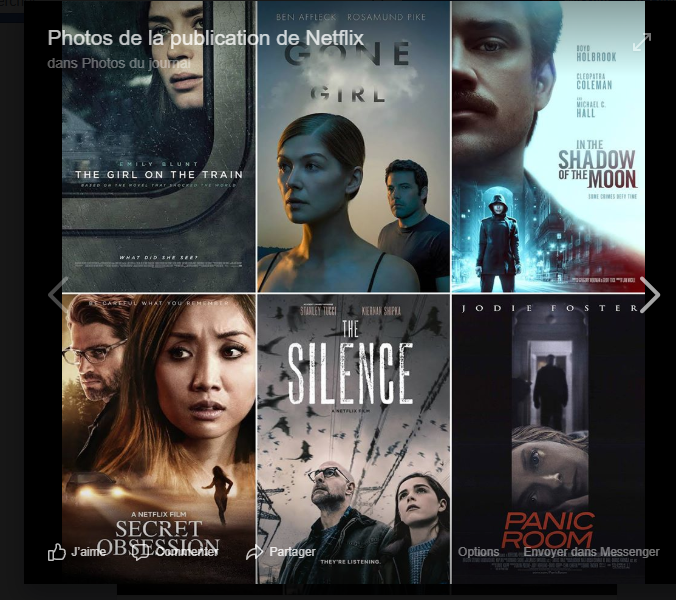 Photos de la publication de Netflix
dans Photos du journal
EMILY BLUNT
THE GIRL ON THE TRAIN
BASED ON THE NOVEL THAT SHOCKED THE WORLD
WHAT DID SHE SEE?
BEN AFFLECK ROSAMUND PIKE
GONE
GIRL
BOYD
HOLBROOK
CLEOPATRA
COLEMAN
MICHAEL C.
HALL
IN THE
SHADOW
OF THE MOON
BE CAREFUL WHAT YOU REMEMBER
A NETFLIX FILM
SECRET
OBSESSION
STANLEY TUCCI KIERNAN SHIPKA
THE
SILENCE
A NETFLIX FILM
THEY'RE LISTENING.
JODIE FOSTER
PANIC
ROOM
J'aime Commenter Partager
Options Envoyer dans Messenger